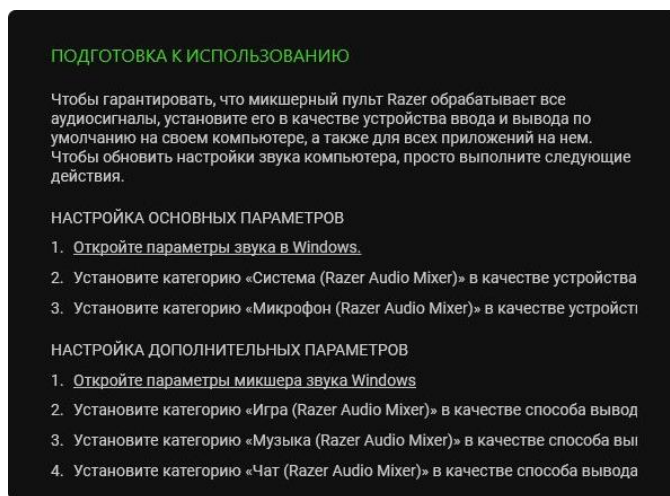 ПОДГОТОВКА К ИСПОЛЬЗОВАНИЮ
Чтобы гарантировать, что микшерный пульт Razer обрабатывает все
аудиосигналы, установите его в качестве устройства ввода и вывода по
умолчанию на своем компьютере, а также для всех приложений на нем.
Чтобы обновить настройки звука компьютера, просто выполните следующие
действия.
НАСТРОЙКА ОСНОВНЫХ ПАРАМЕТРОВ
1. Откройте параметры звука в Windows.
2. Установите категорию «Система (Razer Audio Mixer)» в качестве устройства
3. Установите категорию «Микрофон (Razer Audio Mixer)» в качестве
НАСТРОЙКА ДОПОЛНИТЕЛЬНЫХ ПАРАМЕТРОВ
1. Откройте параметры микшера звука Windows
2. Установите категорию «Игра (Razer Audio Mixer)» в качестве способа вывод
3. Установите категорию «Музыка (Razer Audio Mixer)» в качестве способа
4. Установите категорию «Чат (Razer Audio Mixer)» в качестве способа вывода